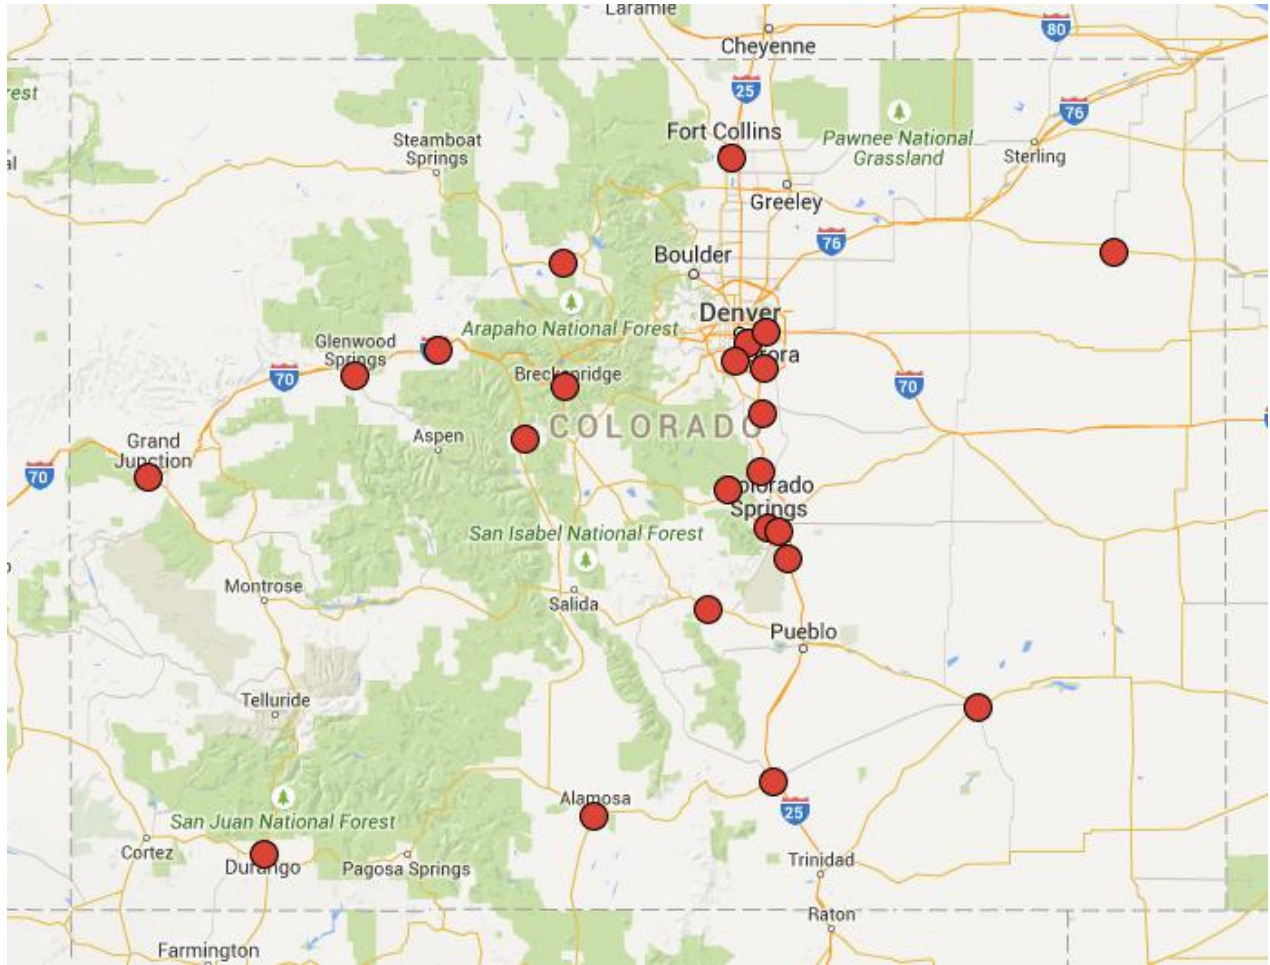 Laramie
Cheyenne
80
25
76
Fort Collins
Pawnee National
Grassland
Steamboat
Springs
Sterling
Greeley
76
Boulder
Denver
Arapaho National Forest
Glenwood
Springs
70
Breckenridge
70
COLORADO
Aspen
Grand
Junction
70
Colorado
Springs
San Isabel National Forest
Montrose
Salida
Pueblo
Telluride
Alamosa
25
San Juan National Forest
Cortez
Durango
Pagosa Springs
Trinidad
Raton
Farmington